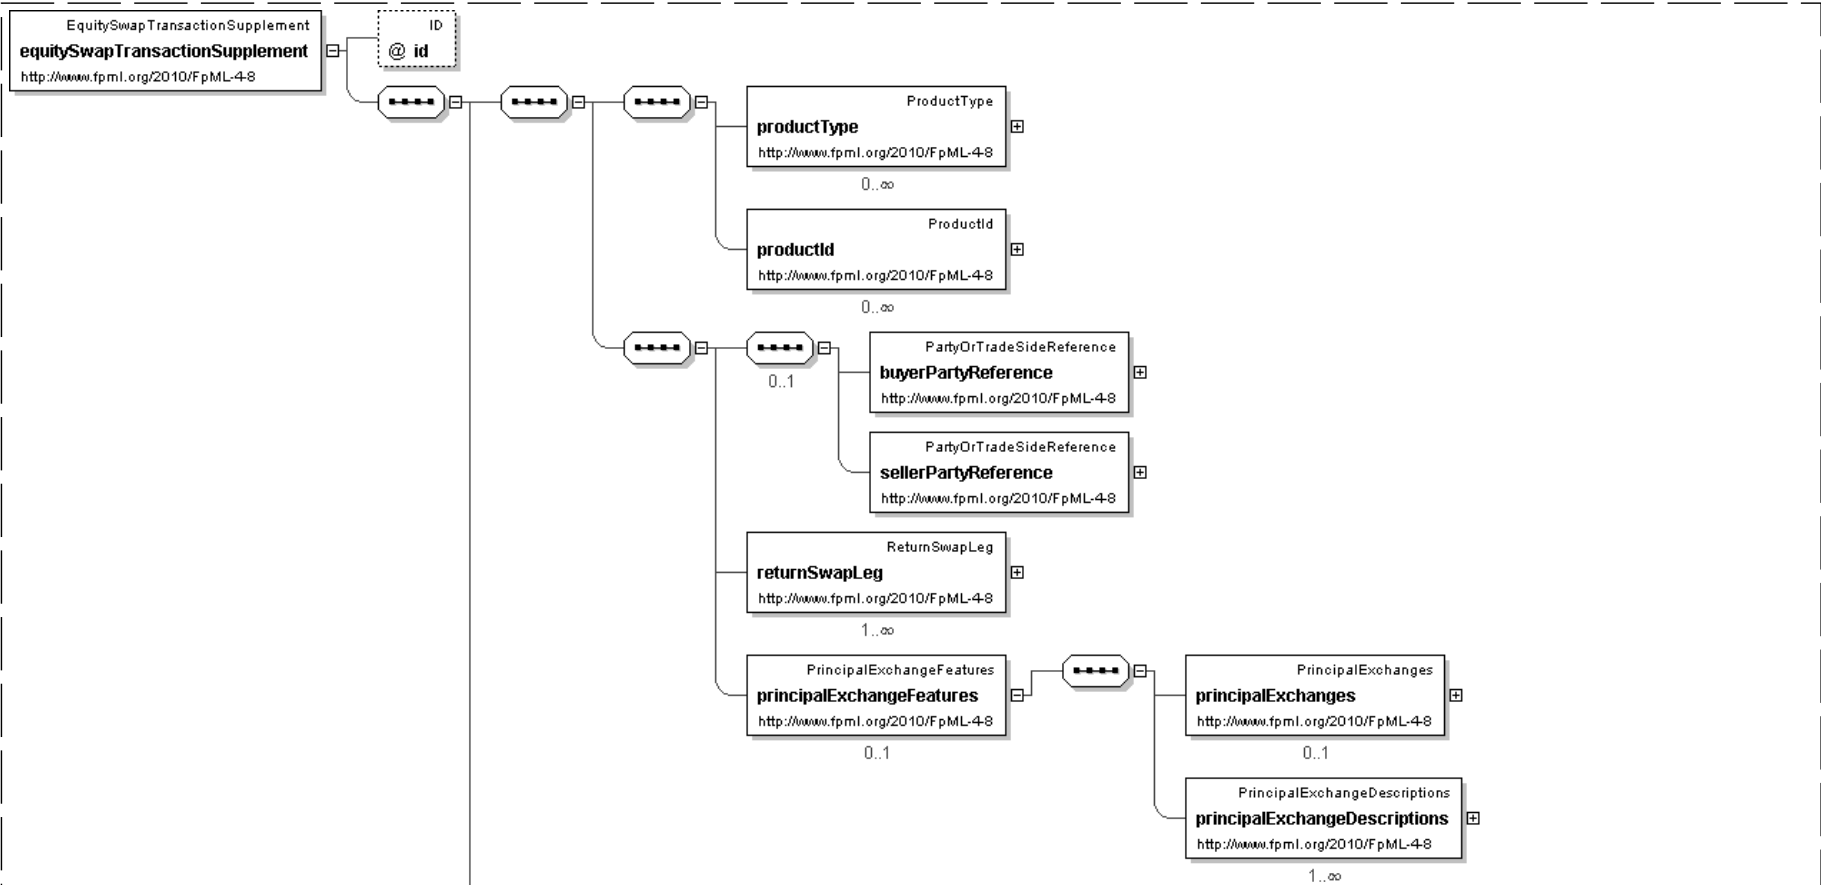 EquitySwapTransactionSupplement
equitySwapTransactionSupplement
http://www.fpml.org/2010/FpML-4-8
ID
@ id
ProductType
productType
http://www.fpml.org/2010/FpML-4-8
0..∞
ProductId
productId
http://www.fpml.org/2010/FpML-4-8
0..∞
0..1
PartyOrTradeSideReference
buyerPartyReference
http://www.fpml.org/2010/FpML-4-8
PartyOrTradeSideReference
sellerPartyReference
http://www.fpml.org/2010/FpML-4-8
ReturnSwapLeg
returnSwapLeg
http://www.fpml.org/2010/FpML-4-8
1..∞
PrincipalExchangeFeatures
principalExchangeFeatures
http://www.fpml.org/2010/FpML-4-8
0..1
PrincipalExchanges
principalExchanges
http://www.fpml.org/2010/FpML-4-8
0..1
PrincipalExchangeDescriptions
principalExchangeDescriptions
http://www.fpml.org/2010/FpML-4-8
1..∞